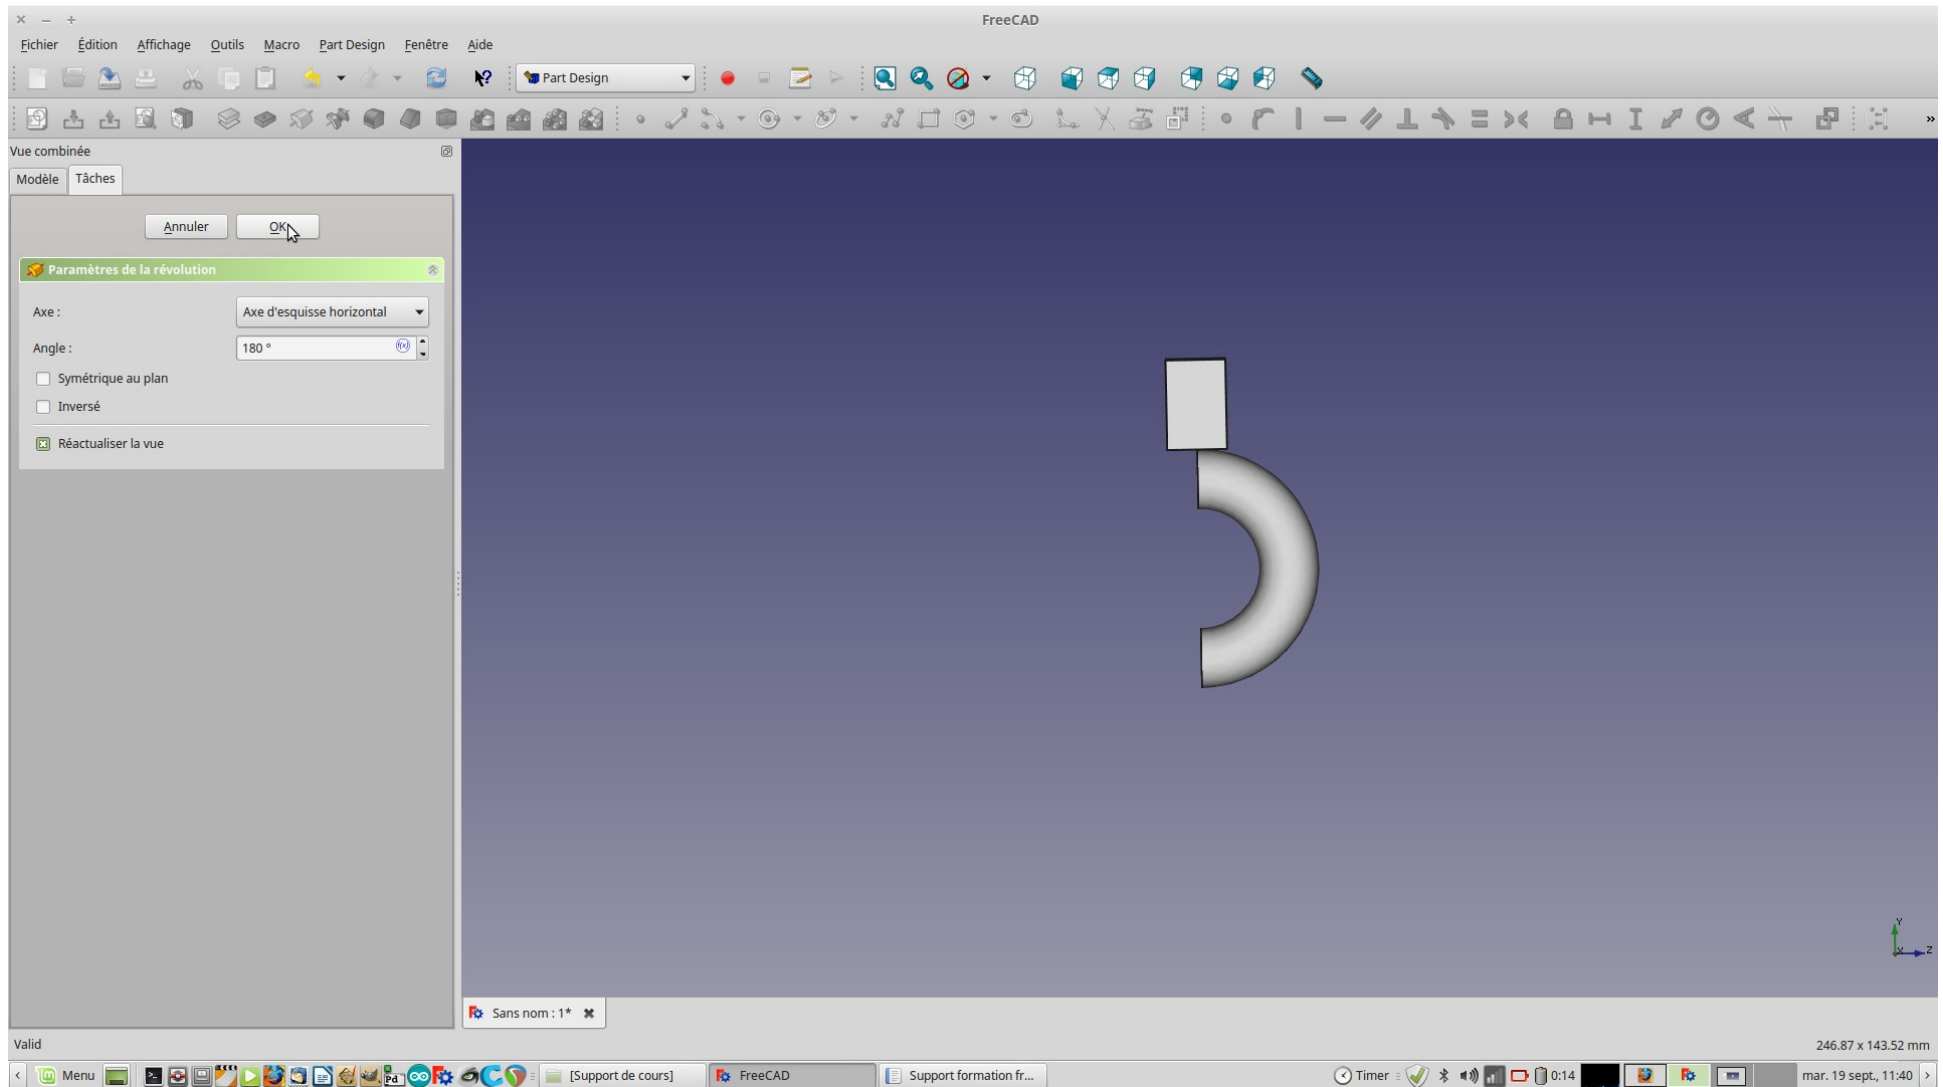 FreeCAD
Fichier Édition Affichage Outils Macro Part Design Fenêtre Aide
Part Design
Vue combinée
Modèle Tâches
Annuler OK
Paramètres de la révolution
Axe : Axe d'esquisse horizontal
Angle : 180 °
Symétrique au plan
Inversé
Réactualiser la vue
Y
X Z
Sans nom : 1*
Valid 246.87 x 143.52 mm
Menu Pd [Support de cours] FreeCAD Support formation fr... Timer 0:14 mar. 19 sept., 11:40